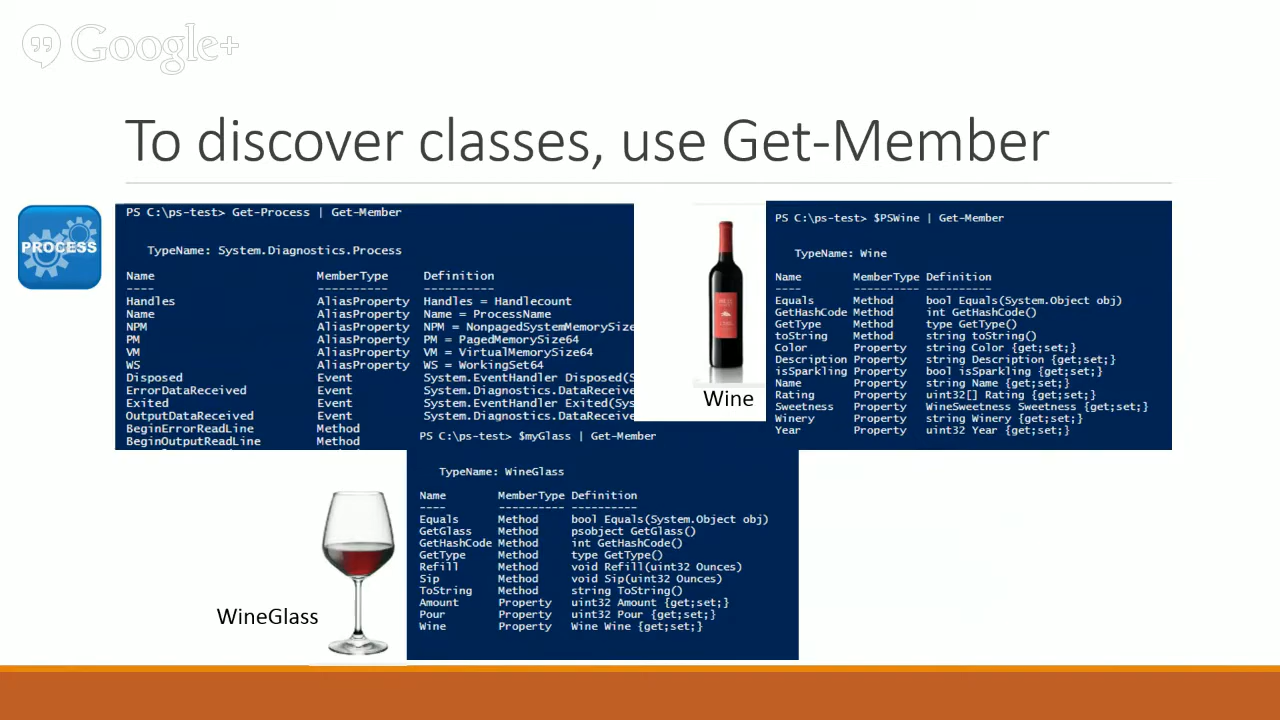 Google+
To discover classes, use Get-Member
PROCESS
PS C:\ps-test> Get-Process | Get-Member
TypeName: System.Diagnostics.Process
Name MemberType Definition
---- ---------- ----------
Handles AliasProperty Handles = Handlecount
Name AliasProperty Name = ProcessName
NPM AliasProperty NPM = NonpagedSystemMemorySize
PM AliasProperty PM = PagedMemorySize64
VM AliasProperty VM = VirtualMemorySize64
WS AliasProperty WS = WorkingSet64
Disposed Event System.EventHandler Disposed(S
ErrorDataReceived Event System.Diagnostics.DataReceive
Exited Event System.EventHandler Exited(Sys
OutputDataReceived Event System.Diagnostics.DataReceive
BeginErrorReadLine Method
BeginOutputReadLine Method
Wine
PS C:\ps-test> $PSWine | Get-Member
TypeName: Wine
Name MemberType Definition
---- ---------- ----------
Equals Method bool Equals(System.Object obj)
GetHashCode Method int GetHashCode()
GetType Method type GetType()
toString Method string toString()
Color Property string Color {get;set;}
Description Property string Description {get;set;}
isSparkling Property bool isSparkling {get;set;}
Name Property string Name {get;set;}
Rating Property uint32[] Rating {get;set;}
Sweetness Property WineSweetness Sweetness {get;set;}
Winery Property string Winery {get;set;}
Year Property uint32 Year {get;set;}
WineGlass
PS C:\ps-test> $myGlass | Get-Member
TypeName: WineGlass
Name MemberType Definition
---- ---------- ----------
Equals Method bool Equals(System.Object obj)
GetGlass Method psobject GetGlass()
GetHashCode Method int GetHashCode()
GetType Method type GetType()
Refill Method void Refill(uint32 Ounces)
Sip Method void Sip(uint32 Ounces)
ToString Method string ToString()
Amount Property uint32 Amount {get;set;}
Pour Property uint32 Pour {get;set;}
Wine Property Wine Wine {get;set;}